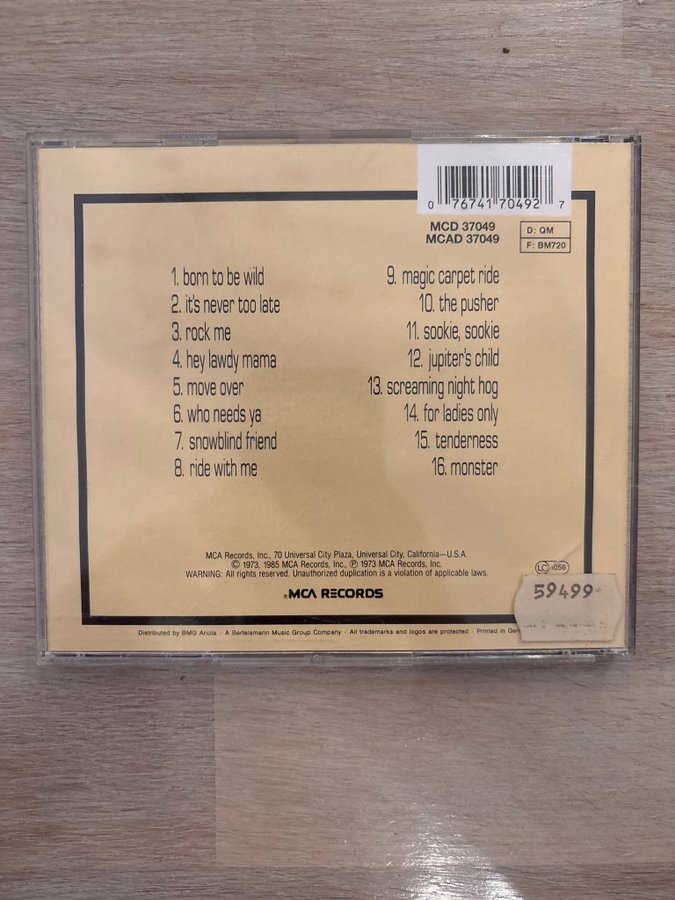 0 76741 70492 7
MCD 37049
MCAD 37049
D: QM
F: BM720
1. born to be wild
2. it's never too late
3. rock me
4. hey lawdy mama
5. move over
6. who needs ya
7. snowblind friend
8. ride with me
9. magic carpet ride
10. the pusher
11. sookie, sookie
12. jupiter's child
13. screaming night hog
14. for ladies only
15. tenderness
16. monster
MCA Records, Inc., 70 Universal City Plaza, Universal City, California—U.S.A.
© 1973, 1985 MCA Records, Inc., ℗ 1973 MCA Records, Inc.
WARNING: All rights reserved. Unauthorized duplication is a violation of applicable laws.
LC
®MCA RECORDS
59499
Distributed by BMG Ariola · A Bertelsmann Music Group Company · All trademarks and logos are protected · Printed in